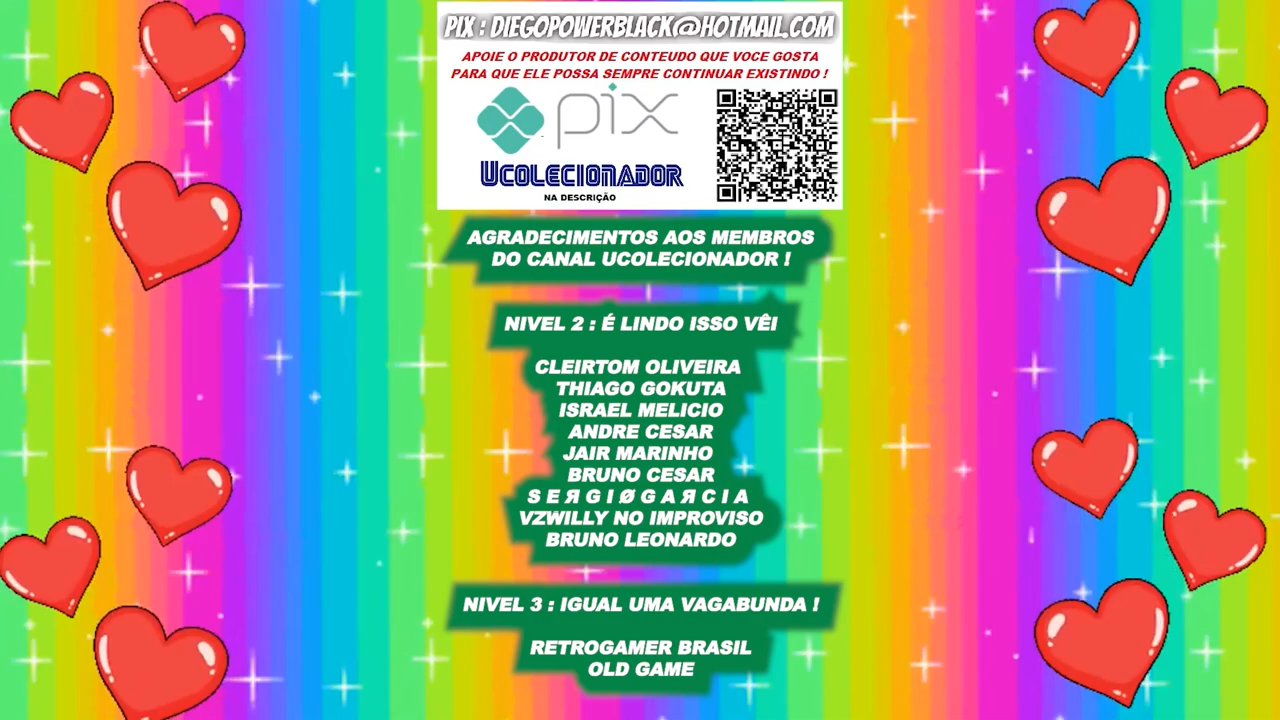 PIX : DIEGOPOWERBLACK@HOTMAIL.COM
APOIE O PRODUTOR DE CONTEUDO QUE VOCE GOSTA
PARA QUE ELE POSSA SEMPRE CONTINUAR EXISTINDO !
pix
UCOLECIONADOR
NA DESCRIÇÃO
AGRADECIMENTOS AOS MEMBROS
DO CANAL UCOLECIONADOR !
NIVEL 2 : É LINDO ISSO VÊI
CLEIRTOM OLIVEIRA
THIAGO GOKUTA
ISRAEL MELICIO
ANDRE CESAR
JAIR MARINHO
BRUNO CESAR
S E Я G I Ø G A Я C I A
VZWILLY NO IMPROVISO
BRUNO LEONARDO
NIVEL 3 : IGUAL UMA VAGABUNDA !
RETROGAMER BRASIL
OLD GAME